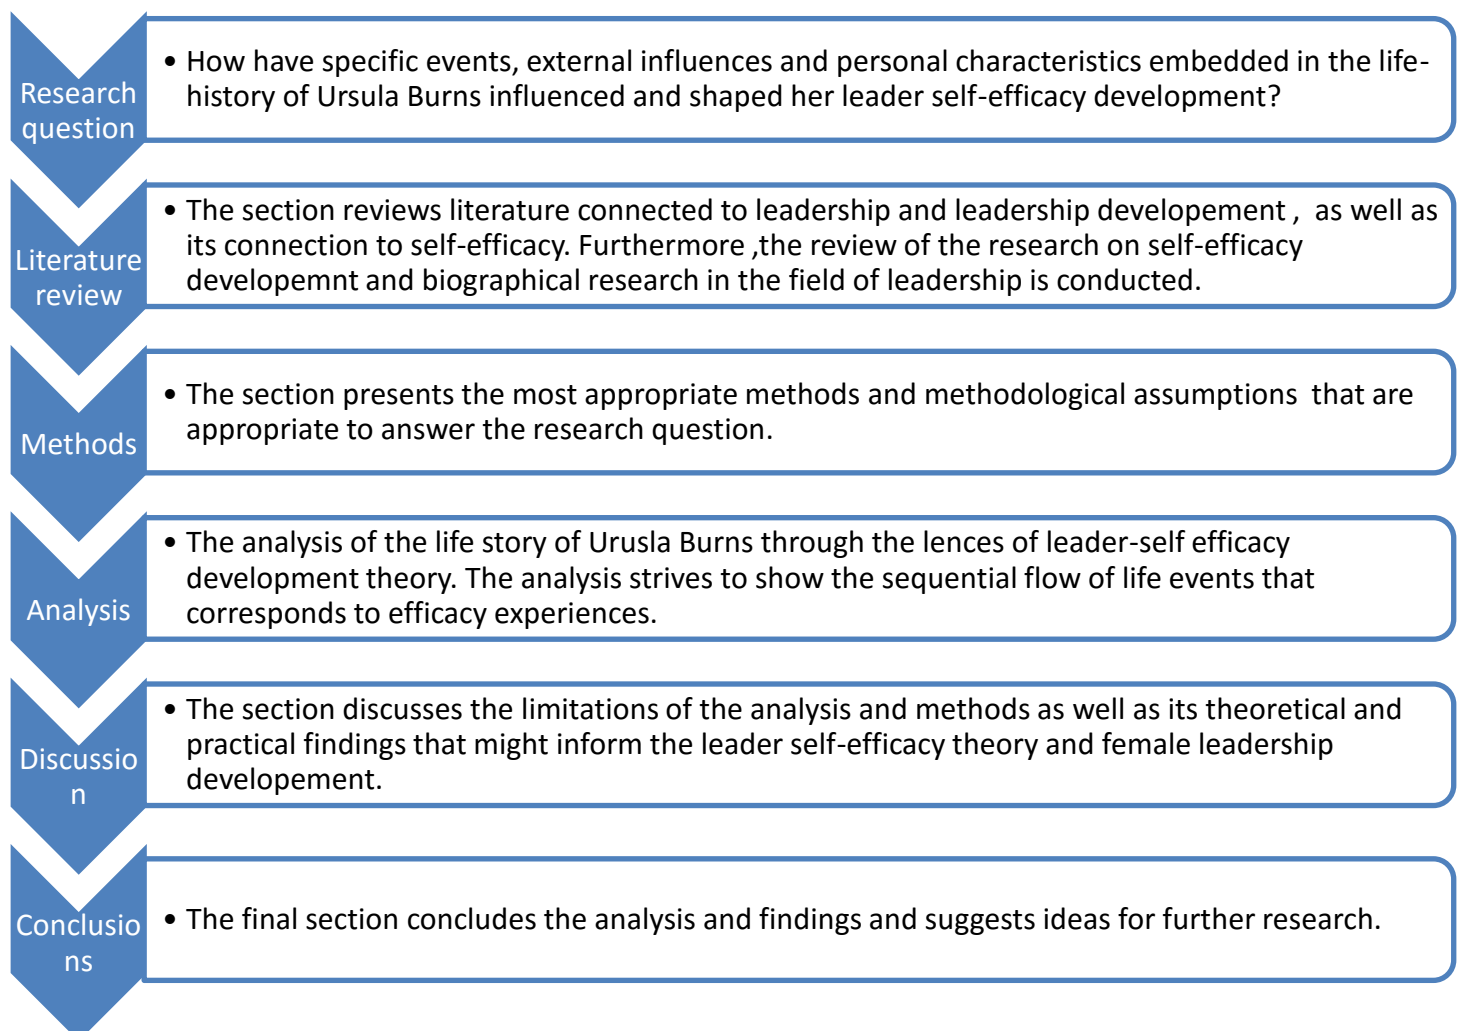 Research
question
• How have specific events, external influences and personal characteristics embedded in the life-
history of Ursula Burns influenced and shaped her leader self-efficacy development?
Literature
review
• The section reviews literature connected to leadership and leadership developement , as well as
its connection to self-efficacy. Furthermore ,the review of the research on self-efficacy
developemnt and biographical research in the field of leadership is conducted.
Methods
• The section presents the most appropriate methods and methodological assumptions that are
appropriate to answer the research question.
Analysis
• The analysis of the life story of Urusla Burns through the lences of leader-self efficacy
development theory. The analysis strives to show the sequential flow of life events that
corresponds to efficacy experiences.
Discussio
n
• The section discusses the limitations of the analysis and methods as well as its theoretical and
practical findings that might inform the leader self-efficacy theory and female leadership
developement.
Conclusio
ns
• The final section concludes the analysis and findings and suggests ideas for further research.